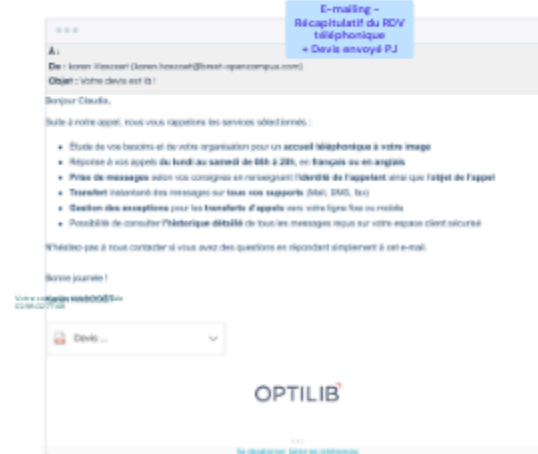 E-mailing -
Récapitulatif du RDV
téléphonique
+ Devis envoyé PJ
À :
De : karen
Objet : Votre devis est là !
Bonjour Claudia,
Suite à notre appel, nous vous rappelons les services sélectionnés :
• Étude de vos besoins et de votre organisation pour un accueil téléphonique à votre image
• Réponse à vos appels du lundi au samedi de 08h à 20h, en français ou en anglais
• Prise de messages selon vos consignes en renseignant l'identité de l'appelant ainsi que l'objet de l'appel
• Transfert instantané des messages sur tous vos supports (Mail, SMS, fax)
• Gestion des exceptions pour les transferts d'appels vers votre ligne fixe ou mobile
• Possibilité de consulter l'historique détaillé de tous les messages reçus sur votre espace client sécurisé
N'hésitez-pas à nous contacter si vous avez des questions en répondant simplement à cet e-mail.
Bonne journée !
Devis ...
OPTILIB
Se désabonner